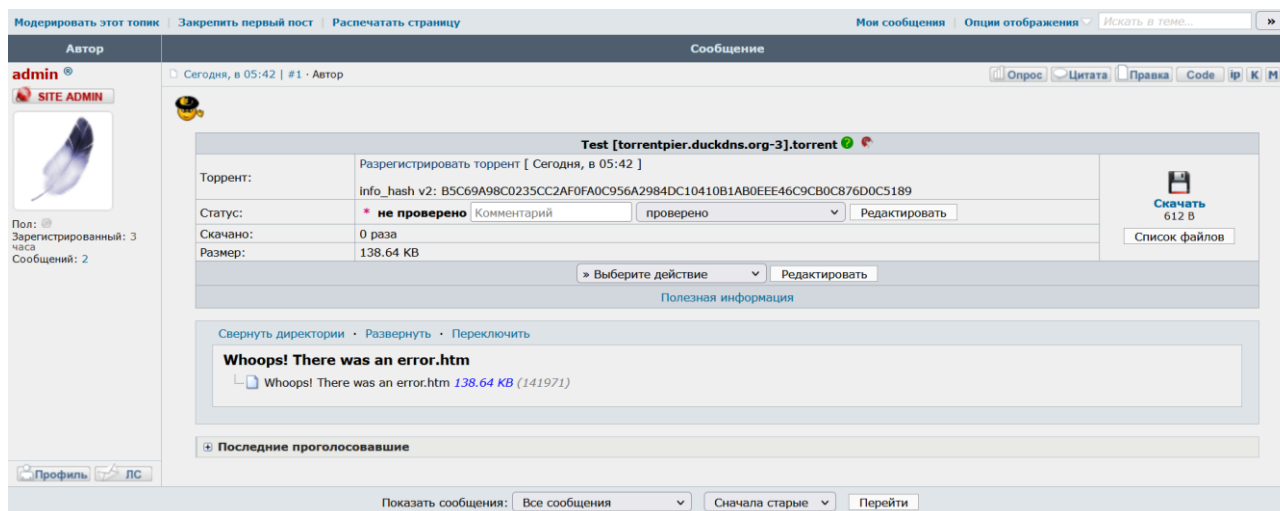 Модерировать этот топик | Закрепить первый пост | Распечатать страницу
Мои сообщения | Опции отображения Искать в теме... »
Автор Сообщение
admin ®
SITE ADMIN
Пол:
Зарегистрированный: 3 часа
Сообщений: 2
Профиль ЛС
Сегодня, в 05:42 | #1 · Автор
Опрос Цитата Правка Code ip K M
Test [torrentpier.duckdns.org-3].torrent
Торрент: Разрегистрировать торрент [ Сегодня, в 05:42 ]
info_hash v2: B5C69A98C0235CC2AF0FA0C956A2984DC10410B1AB0EEE46C9CB0C876D0C5189
Статус: * не проверено Комментарий проверено Редактировать
Скачано: 0 раза
Размер: 138.64 KB
Скачать
612 B
Список файлов
» Выберите действие Редактировать
Полезная информация
Свернуть директории · Развернуть · Переключить
Whoops! There was an error.htm
Whoops! There was an error.htm 138.64 KB (141971)
Последние проголосовавшие
Показать сообщения: Все сообщения Сначала старые Перейти